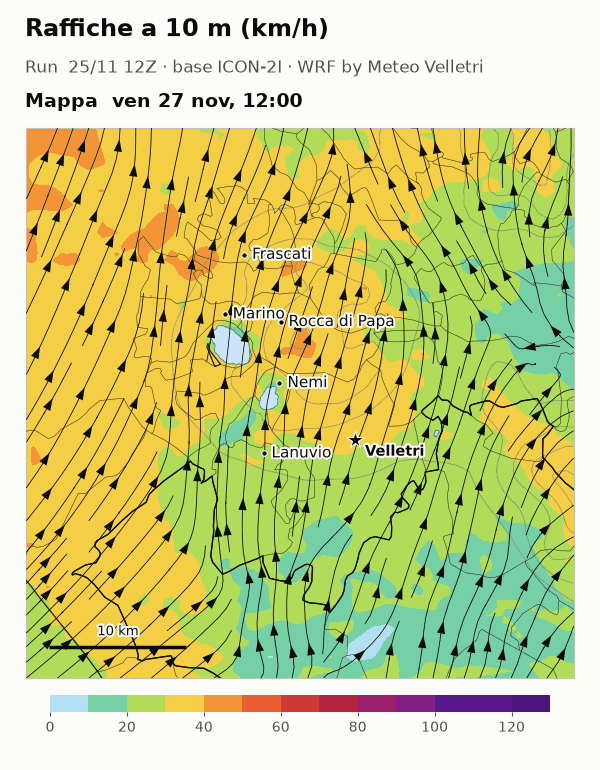 Raffiche a 10 m (km/h)
Run  25/11 12Z · base ICON-2I · WRF by Meteo Velletri
Mappa  ven 27 nov, 12:00
Frascati
Marino
Rocca di Papa
Nemi
Velletri
Lanuvio
10 km
0 20 40 60 80 100 120